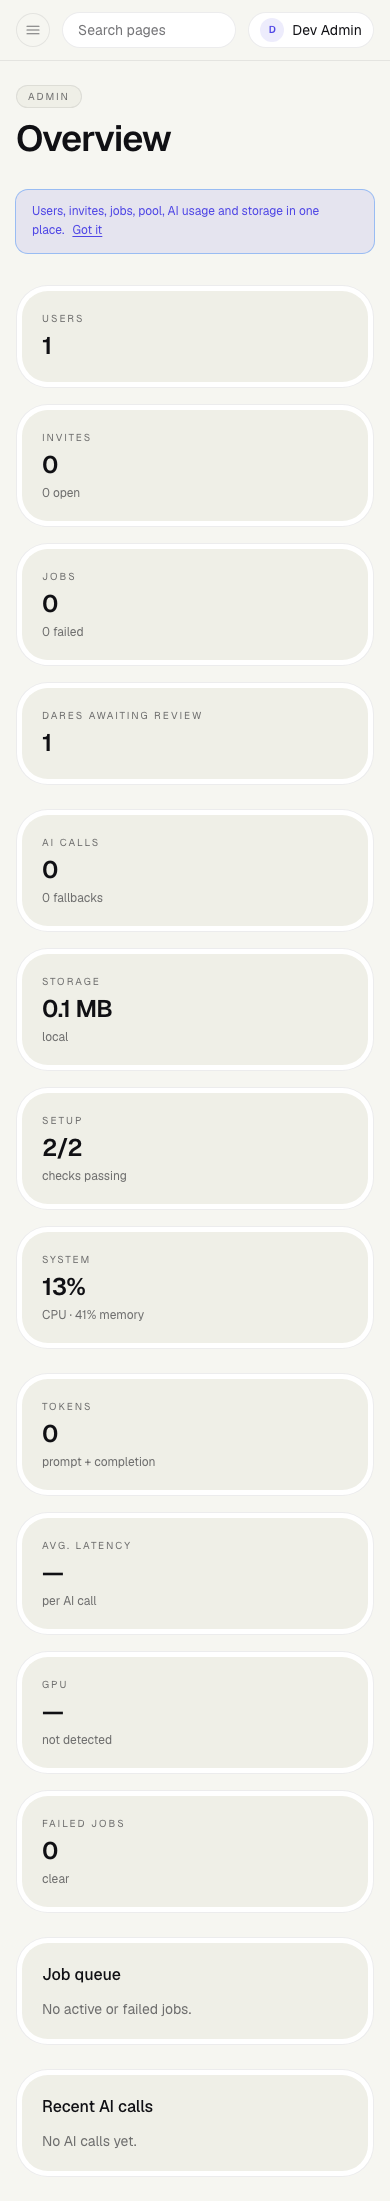 Search pages
D Dev Admin
ADMIN
Overview
Users, invites, jobs, pool, AI usage and storage in one
place. Got it
USERS
1
INVITES
0
0 open
JOBS
0
0 failed
DARES AWAITING REVIEW
1
AI CALLS
0
0 fallbacks
STORAGE
0.1 MB
local
SETUP
2/2
checks passing
SYSTEM
13%
CPU · 41% memory
TOKENS
0
prompt + completion
AVG. LATENCY
—
per AI call
GPU
—
not detected
FAILED JOBS
0
clear
Job queue
No active or failed jobs.
Recent AI calls
No AI calls yet.